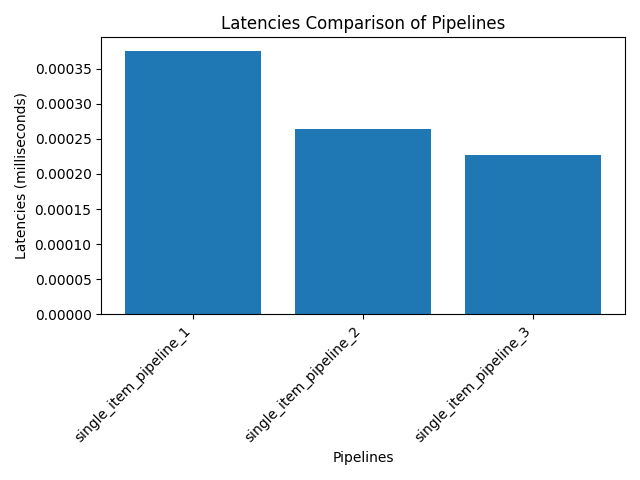 Latencies Comparison of Pipelines
Latencies (milliseconds)
0.00035
0.00030
0.00025
0.00020
0.00015
0.00010
0.00005
0.00000
single_item_pipeline_1
single_item_pipeline_2
single_item_pipeline_3
Pipelines